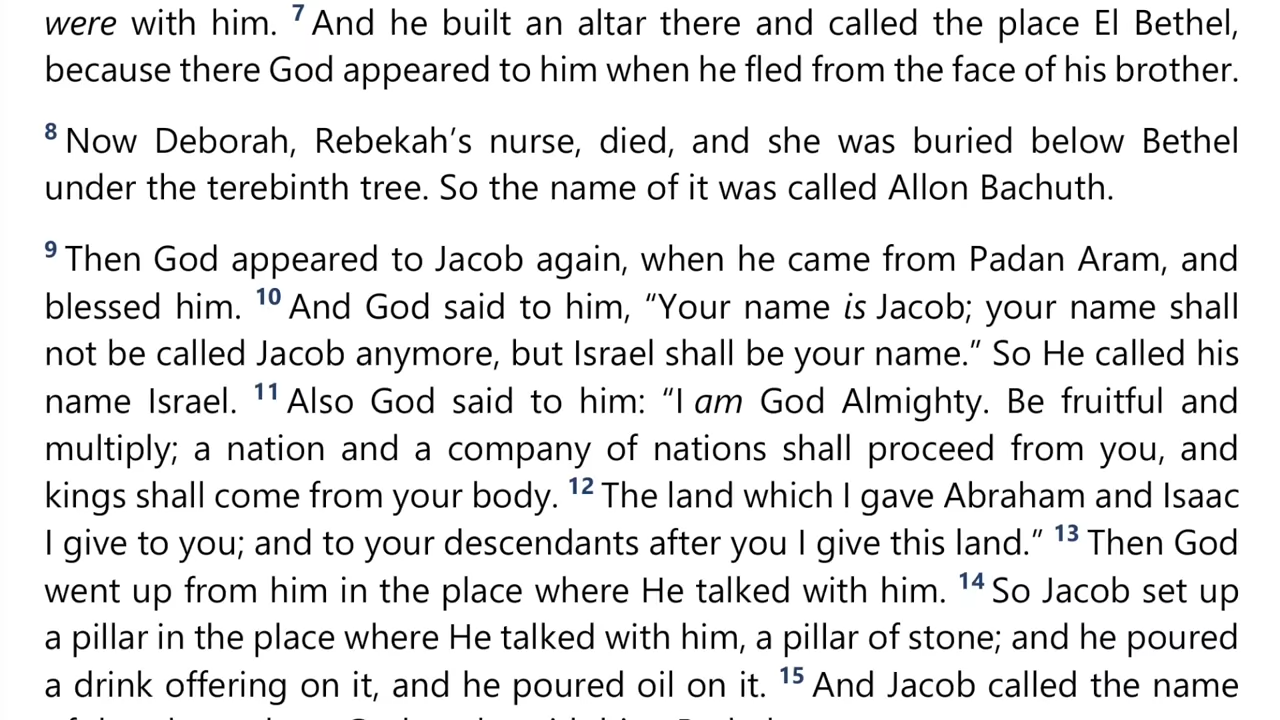 were with him. 7 And he built an altar there and called the place El Bethel,
because there God appeared to him when he fled from the face of his brother.
8 Now Deborah, Rebekah’s nurse, died, and she was buried below Bethel
under the terebinth tree. So the name of it was called Allon Bachuth.
9 Then God appeared to Jacob again, when he came from Padan Aram, and
blessed him. 10 And God said to him, “Your name is Jacob; your name shall
not be called Jacob anymore, but Israel shall be your name.” So He called his
name Israel. 11 Also God said to him: “I am God Almighty. Be fruitful and
multiply; a nation and a company of nations shall proceed from you, and
kings shall come from your body. 12 The land which I gave Abraham and Isaac
I give to you; and to your descendants after you I give this land.” 13 Then God
went up from him in the place where He talked with him. 14 So Jacob set up
a pillar in the place where He talked with him, a pillar of stone; and he poured
a drink offering on it, and he poured oil on it. 15 And Jacob called the name